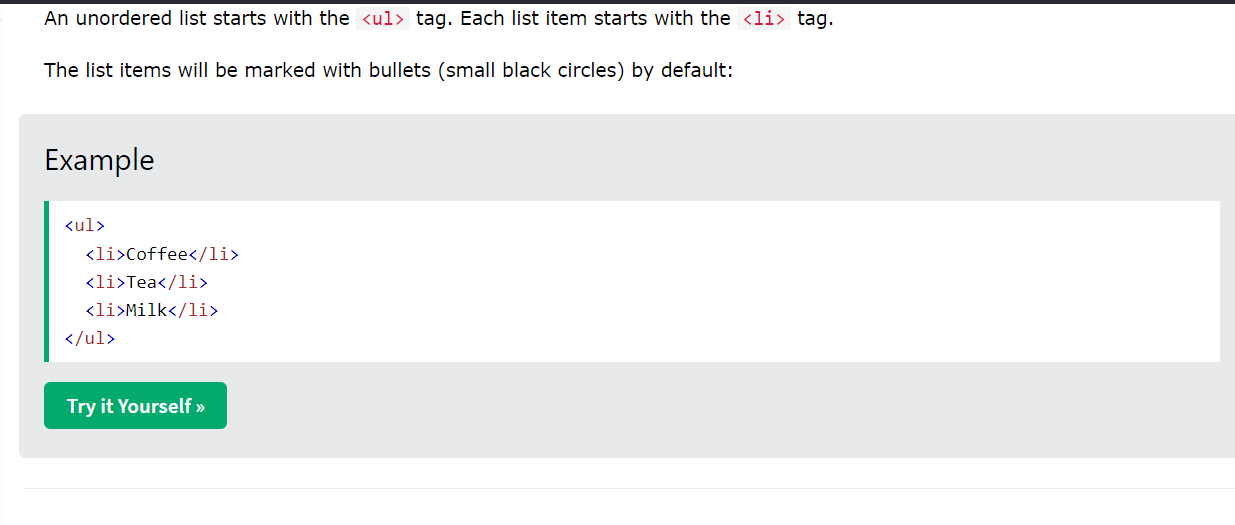 An unordered list starts with the <ul> tag. Each list item starts with the <li> tag.
The list items will be marked with bullets (small black circles) by default:
Example
<ul>
  <li>Coffee</li>
  <li>Tea</li>
  <li>Milk</li>
</ul>
Try it Yourself »